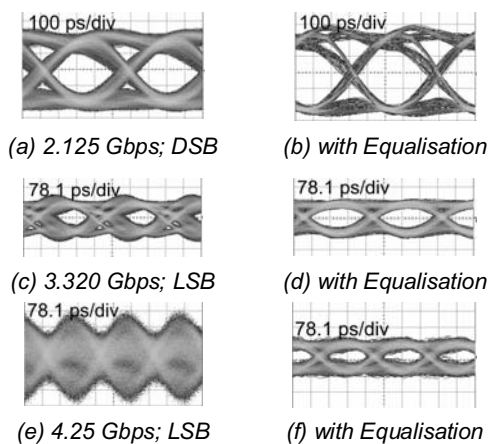 100 ps/div
100 ps/div
(a) 2.125 Gbps; DSB
(b) with Equalisation
78.1 ps/div
78.1 ps/div
(c) 3.320 Gbps; LSB
(d) with Equalisation
78.1 ps/div
78.1 ps/div
(e) 4.25 Gbps; LSB
(f) with Equalisation